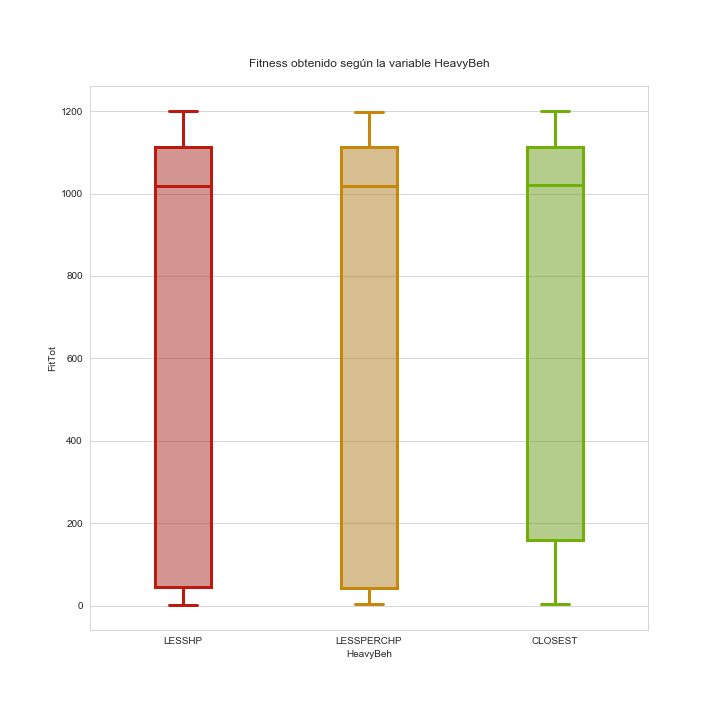 Fitness obtenido según la variable HeavyBeh
1200
1000
800
600
400
200
0
FitTot
LESSHP
LESSPERCHP
CLOSEST
HeavyBeh